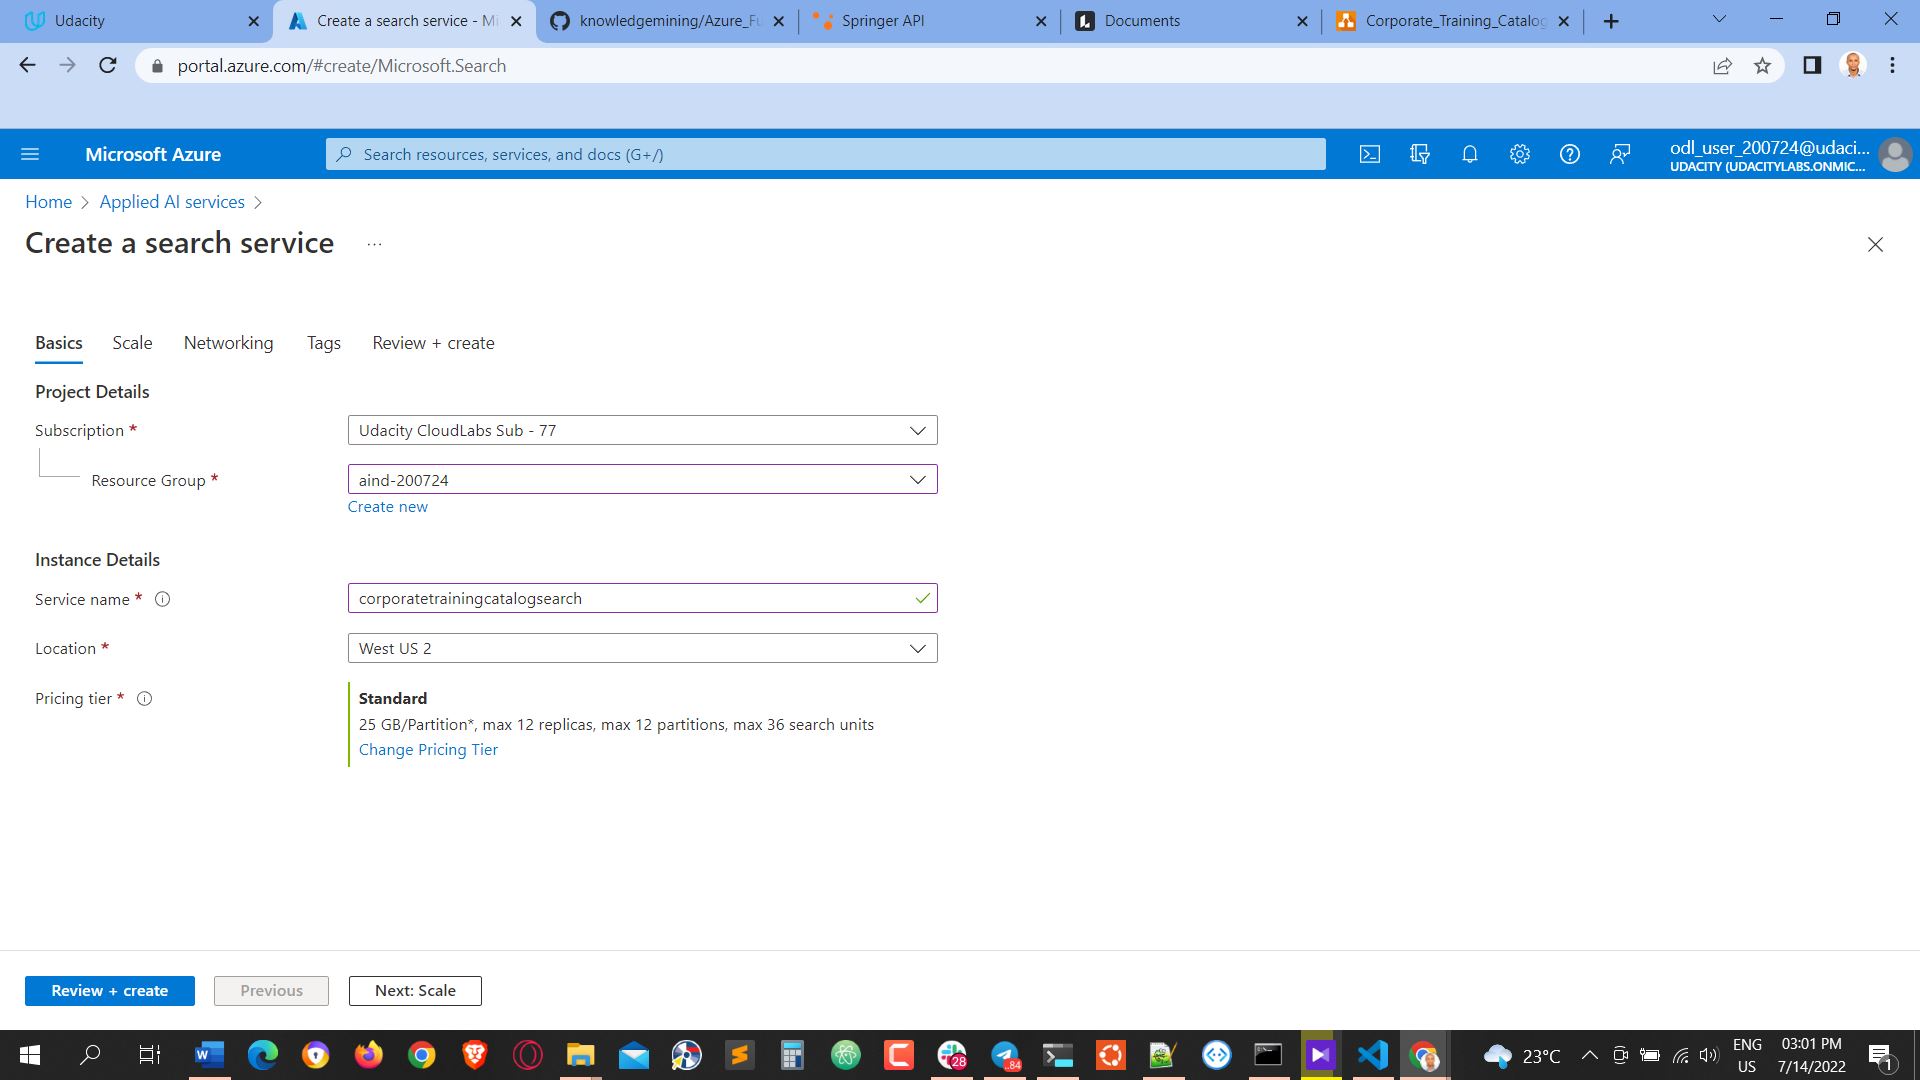 Udacity
Create a search service - Mi
knowledgemining/Azure_Fu
Springer API
Documents
Corporate_Training_Catalog
portal.azure.com/#create/Microsoft.Search
Microsoft Azure
Search resources, services, and docs (G+/)
odl_user_200724@udaci...
UDACITY (UDACITYLABS.ONMIC...
Home > Applied AI services >
Create a search service ...
Basics Scale Networking Tags Review + create
Project Details
Subscription *
Udacity CloudLabs Sub - 77
Resource Group *
aind-200724
Create new
Instance Details
Service name *
corporatetrainingcatalogsearch
Location *
West US 2
Pricing tier *
Standard
25 GB/Partition*, max 12 replicas, max 12 partitions, max 36 search units
Change Pricing Tier
Review + create
Previous
Next: Scale
28
.84
23°C
ENG
US
03:01 PM
7/14/2022
1